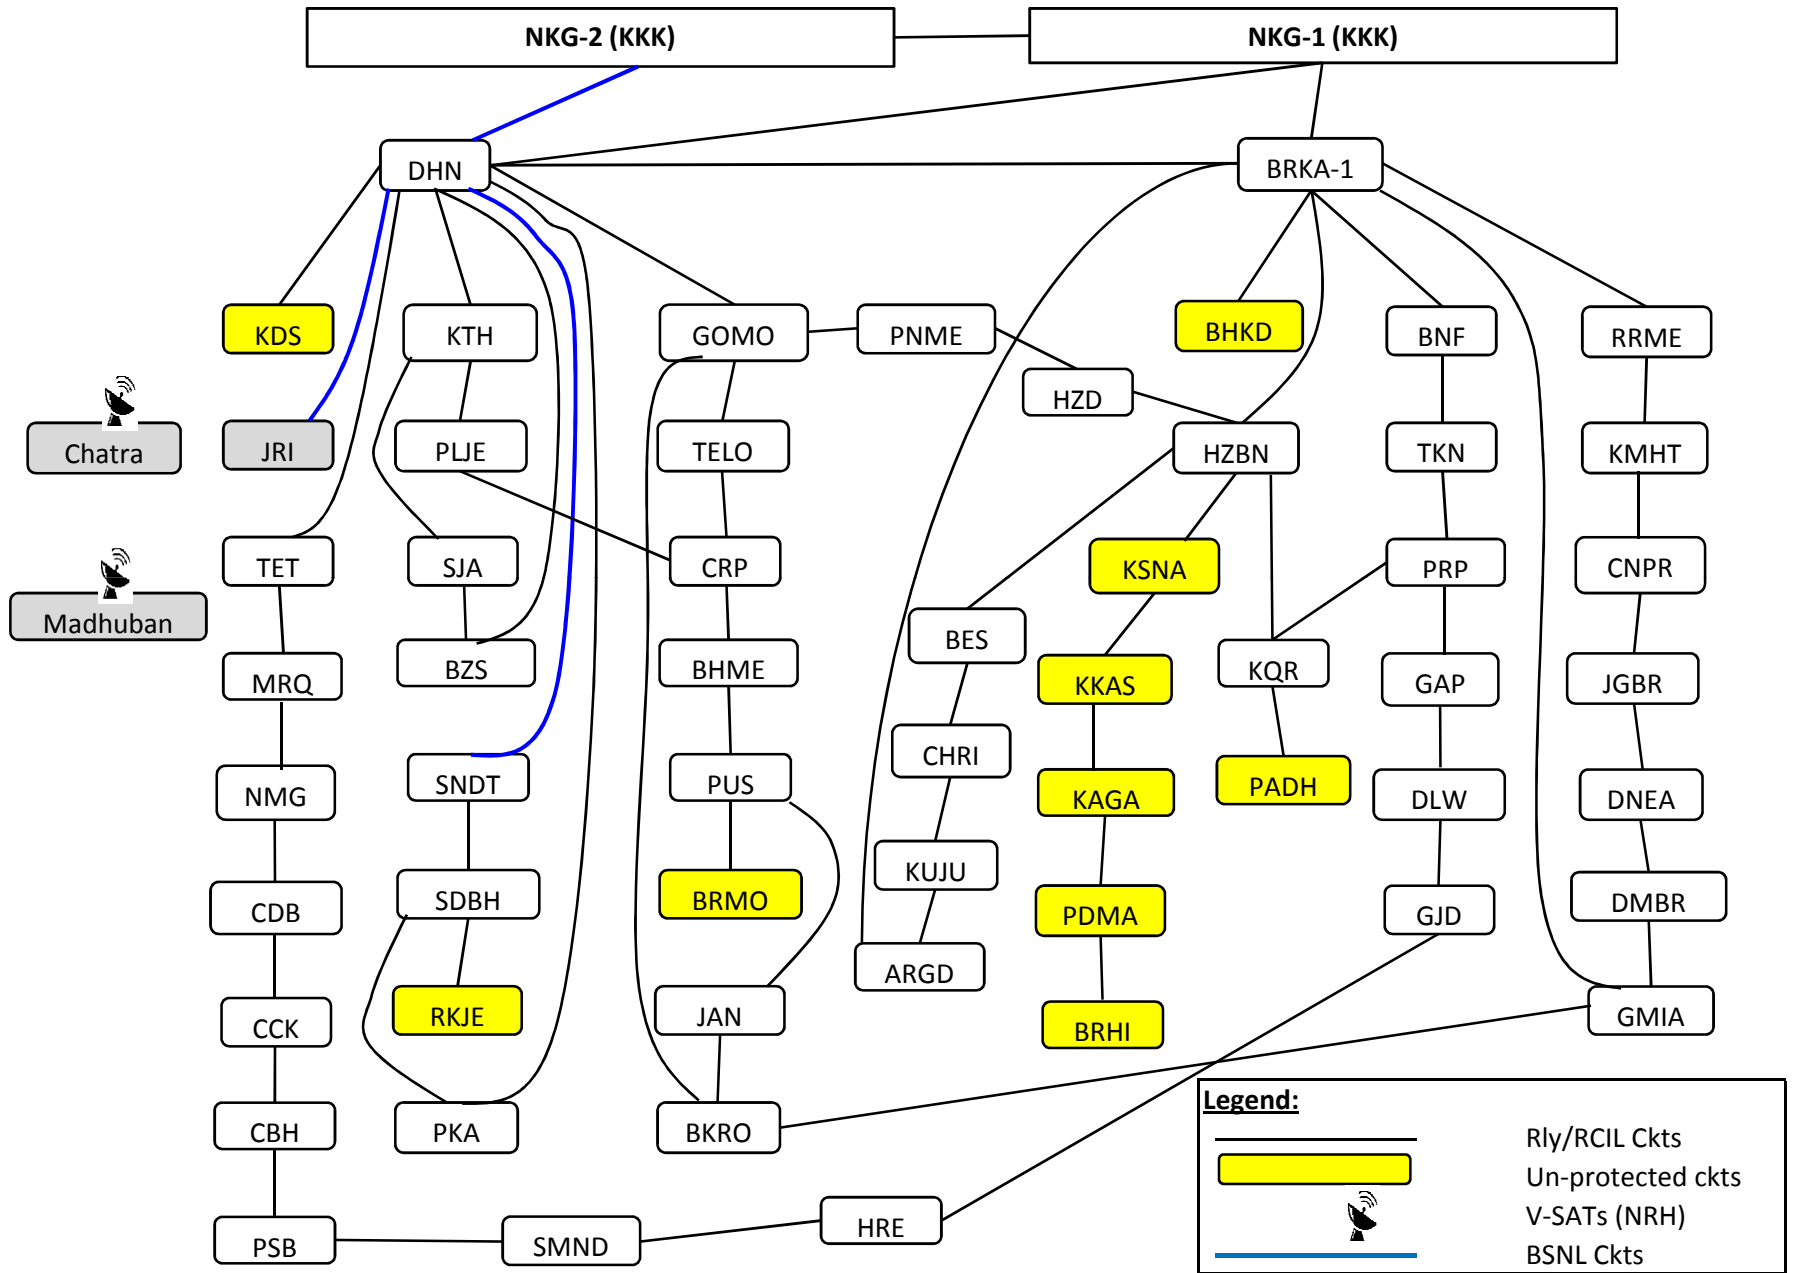 NKG-2 (KKK)
NKG-1 (KKK)
DHN
BRKA-1
KDS
KTH
GOMO
PNME
BHKD
BNF
RRME
HZD
Chatra
JRI
PLJE
TELO
HZBN
TKN
KMHT
TET
SJA
CRP
KSNA
PRP
CNPR
Madhuban
MRQ
BZS
BHME
BES
KKAS
KQR
GAP
JGBR
NMG
SNDT
PUS
CHRI
KAGA
PADH
DLW
DNEA
CDB
SDBH
BRMO
KUJU
PDMA
GJD
DMBR
ARGD
CCK
RKJE
JAN
BRHI
GMIA
CBH
PKA
BKRO
PSB
SMND
HRE
Legend:
Rly/RCIL Ckts
Un-protected ckts
V-SATs (NRH)
BSNL Ckts